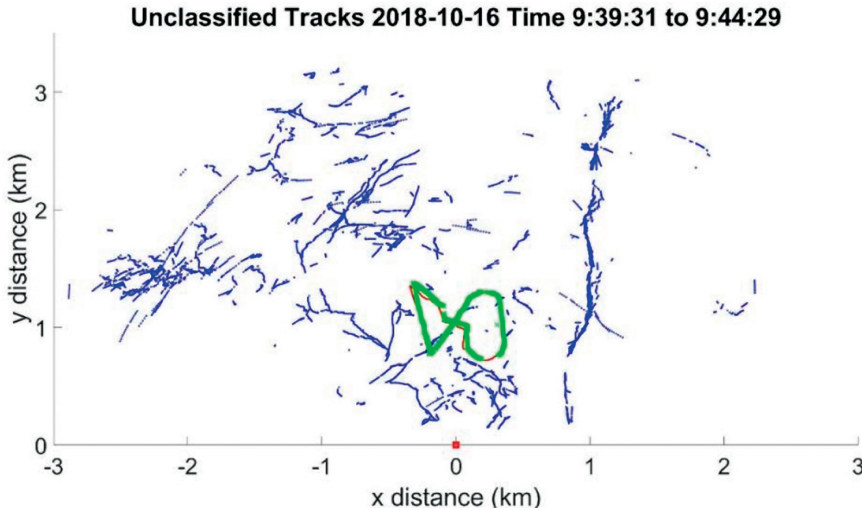 Unclassified Tracks 2018-10-16 Time 9:39:31 to 9:44:29
3
2
1
0
y distance (km)
-3 -2 -1 0 1 2 3
x distance (km)